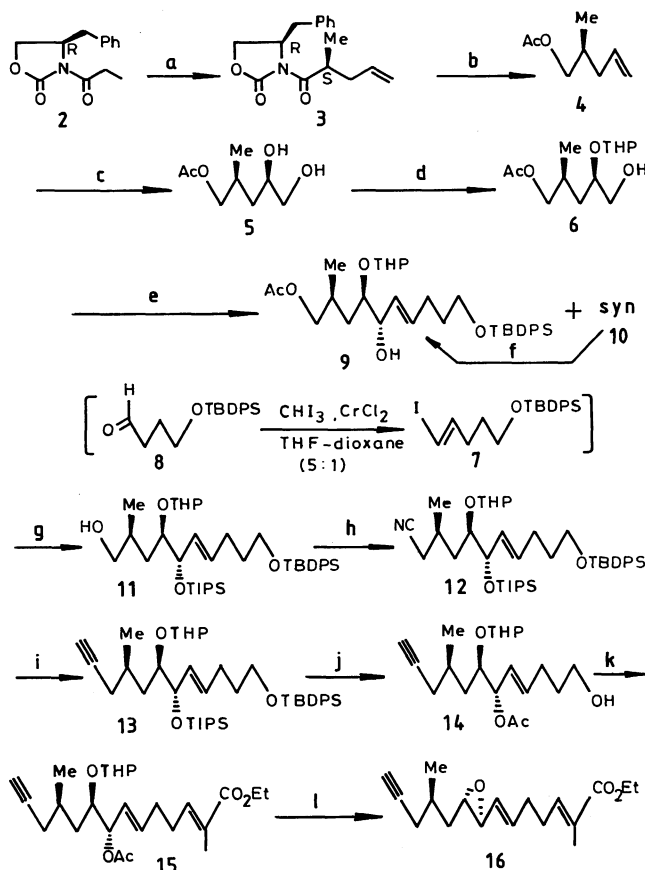 Ph
R
O
N
O
O
2
a
Ph
R
Me
O
N
S
O
O
3
b
Me
AcO
4
c
Me
OH
AcO
OH
5
d
Me
OTHP
AcO
OH
6
e
Me
OTHP
AcO
OTBDPS
OH
9
+
syn
10
f
H
O
OTBDPS
8
CHI3 ,CrCl2
THF-dioxane
(5:1)
I
OTBDPS
7
g
Me
OTHP
HO
OTBDPS
OTIPS
11
h
Me
OTHP
NC
OTBDPS
OTIPS
12
i
Me
OTHP
OTBDPS
OTIPS
13
j
Me
OTHP
OH
OAc
14
k
Me
OTHP
CO2Et
OAc
15
l
Me
O
CO2Et
16